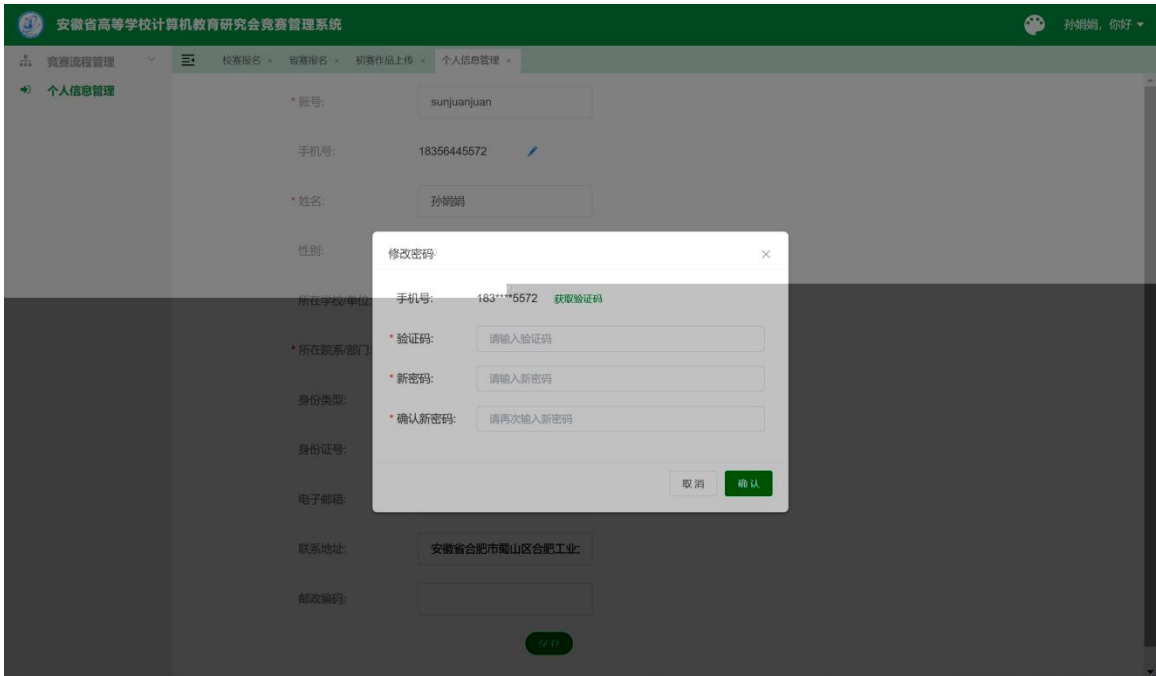 安徽省高等学校计算机教育研究会竞赛管理系统
孙娟娟，你好
竞赛流程管理
校赛报名 ×
省赛报名 ×
初赛作品上传 ×
个人信息管理 ×
个人信息管理
* 账号:
sunjuanjuan
手机号:
18356445572
* 姓名:
孙娟娟
性别:
所在学校/单位:
* 所在院系/部门:
身份类型:
身份证号:
电子邮箱:
联系地址:
安徽省合肥市蜀山区合肥工业
邮政编码:
保存
修改密码
手机号:
183****5572
获取验证码
* 验证码:
请输入验证码
* 新密码:
请输入新密码
* 确认新密码:
请再次输入新密码
取消
确认